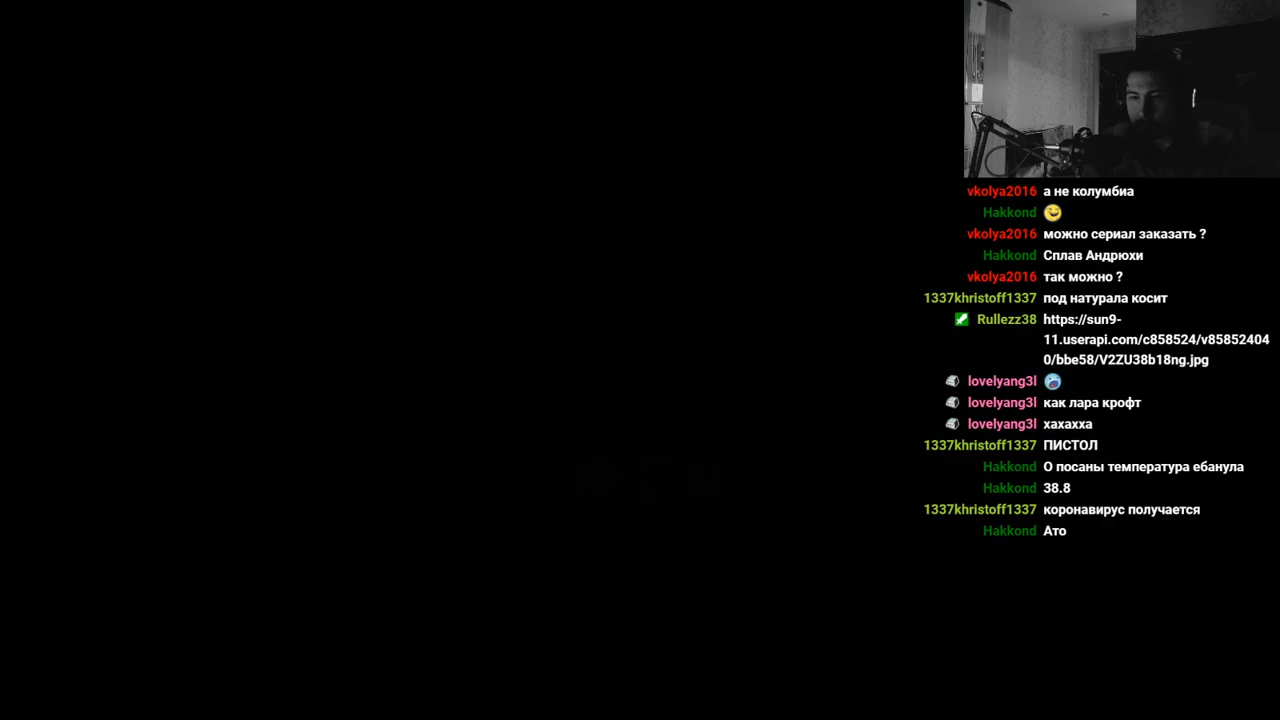 vkolya2016 а не колумбиа
Hakkond
vkolya2016 можно сериал заказать ?
Hakkond Сплав Андрюхи
vkolya2016 так можно ?
1337khristoff1337 под натурала косит
Rullezz38 https://sun9-
11.userapi.com/c858524/v85852404
0/bbe58/V2ZU38b18ng.jpg
lovelyang3l
lovelyang3l как лара крофт
lovelyang3l хахахха
1337khristoff1337 ПИСТОЛ
Hakkond О посаны температура ебанула
Hakkond 38.8
1337khristoff1337 коронавирус получается
Hakkond Ато